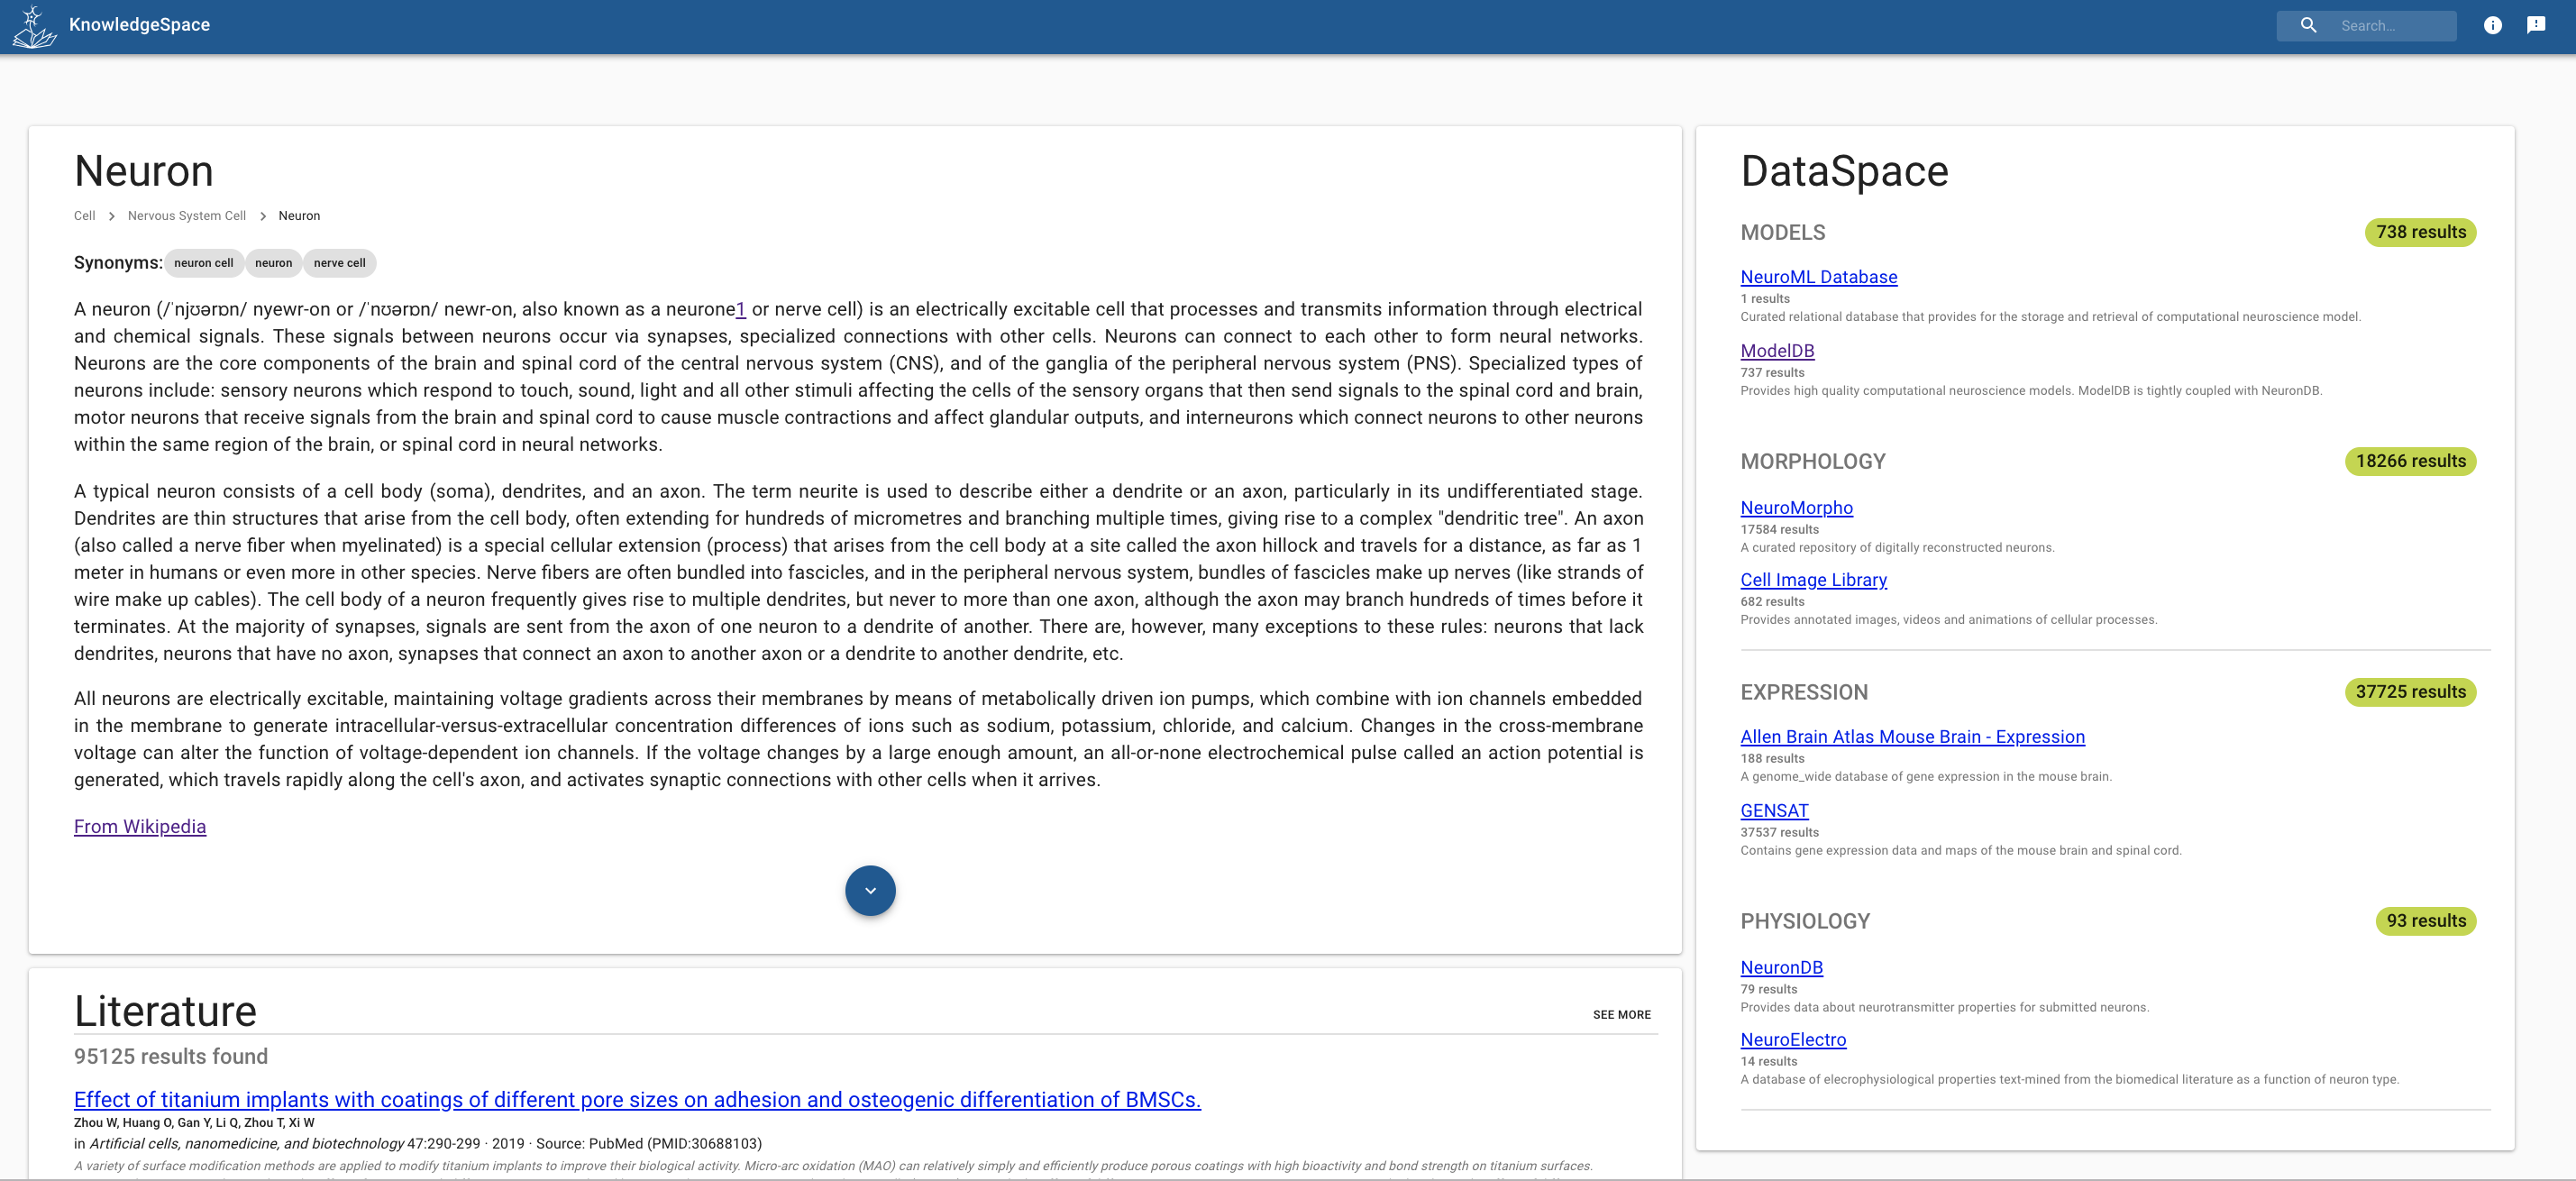 KnowledgeSpace
Search...
Neuron
Cell > Nervous System Cell > Neuron
Synonyms: neuron cell neuron nerve cell
A neuron (/ˈnjʊərɒn/ nyewr-on or /ˈnʊərɒn/ newr-on, also known as a neurone1 or nerve cell) is an electrically excitable cell that processes and transmits information through electrical
and chemical signals. These signals between neurons occur via synapses, specialized connections with other cells. Neurons can connect to each other to form neural networks.
Neurons are the core components of the brain and spinal cord of the central nervous system (CNS), and of the ganglia of the peripheral nervous system (PNS). Specialized types of
neurons include: sensory neurons which respond to touch, sound, light and all other stimuli affecting the cells of the sensory organs that then send signals to the spinal cord and brain,
motor neurons that receive signals from the brain and spinal cord to cause muscle contractions and affect glandular outputs, and interneurons which connect neurons to other neurons
within the same region of the brain, or spinal cord in neural networks.
A typical neuron consists of a cell body (soma), dendrites, and an axon. The term neurite is used to describe either a dendrite or an axon, particularly in its undifferentiated stage.
Dendrites are thin structures that arise from the cell body, often extending for hundreds of micrometres and branching multiple times, giving rise to a complex "dendritic tree". An axon
(also called a nerve fiber when myelinated) is a special cellular extension (process) that arises from the cell body at a site called the axon hillock and travels for a distance, as far as 1
meter in humans or even more in other species. Nerve fibers are often bundled into fascicles, and in the peripheral nervous system, bundles of fascicles make up nerves (like strands of
wire make up cables). The cell body of a neuron frequently gives rise to multiple dendrites, but never to more than one axon, although the axon may branch hundreds of times before it
terminates. At the majority of synapses, signals are sent from the axon of one neuron to a dendrite of another. There are, however, many exceptions to these rules: neurons that lack
dendrites, neurons that have no axon, synapses that connect an axon to another axon or a dendrite to another dendrite, etc.
All neurons are electrically excitable, maintaining voltage gradients across their membranes by means of metabolically driven ion pumps, which combine with ion channels embedded
in the membrane to generate intracellular-versus-extracellular concentration differences of ions such as sodium, potassium, chloride, and calcium. Changes in the cross-membrane
voltage can alter the function of voltage-dependent ion channels. If the voltage changes by a large enough amount, an all-or-none electrochemical pulse called an action potential is
generated, which travels rapidly along the cell's axon, and activates synaptic connections with other cells when it arrives.
From Wikipedia
Literature
SEE MORE
95125 results found
Effect of titanium implants with coatings of different pore sizes on adhesion and osteogenic differentiation of BMSCs.
Zhou W, Huang O, Gan Y, Li Q, Zhou T, Xi W
in Artificial cells, nanomedicine, and biotechnology 47:290-299 · 2019 · Source: PubMed (PMID:30688103)
A variety of surface modification methods are applied to modify titanium implants to improve their biological activity. Micro-arc oxidation (MAO) can relatively simply and efficiently produce porous coatings with high bioactivity and bond strength on titanium surfaces.
DataSpace
MODELS
738 results
NeuroML Database
1 results
Curated relational database that provides for the storage and retrieval of computational neuroscience model.
ModelDB
737 results
Provides high quality computational neuroscience models. ModelDB is tightly coupled with NeuronDB.
MORPHOLOGY
18266 results
NeuroMorpho
17584 results
A curated repository of digitally reconstructed neurons.
Cell Image Library
682 results
Provides annotated images, videos and animations of cellular processes.
EXPRESSION
37725 results
Allen Brain Atlas Mouse Brain - Expression
188 results
A genome_wide database of gene expression in the mouse brain.
GENSAT
37537 results
Contains gene expression data and maps of the mouse brain and spinal cord.
PHYSIOLOGY
93 results
NeuronDB
79 results
Provides data about neurotransmitter properties for submitted neurons.
NeuroElectro
14 results
A database of elecrophysiological properties text-mined from the biomedical literature as a function of neuron type.